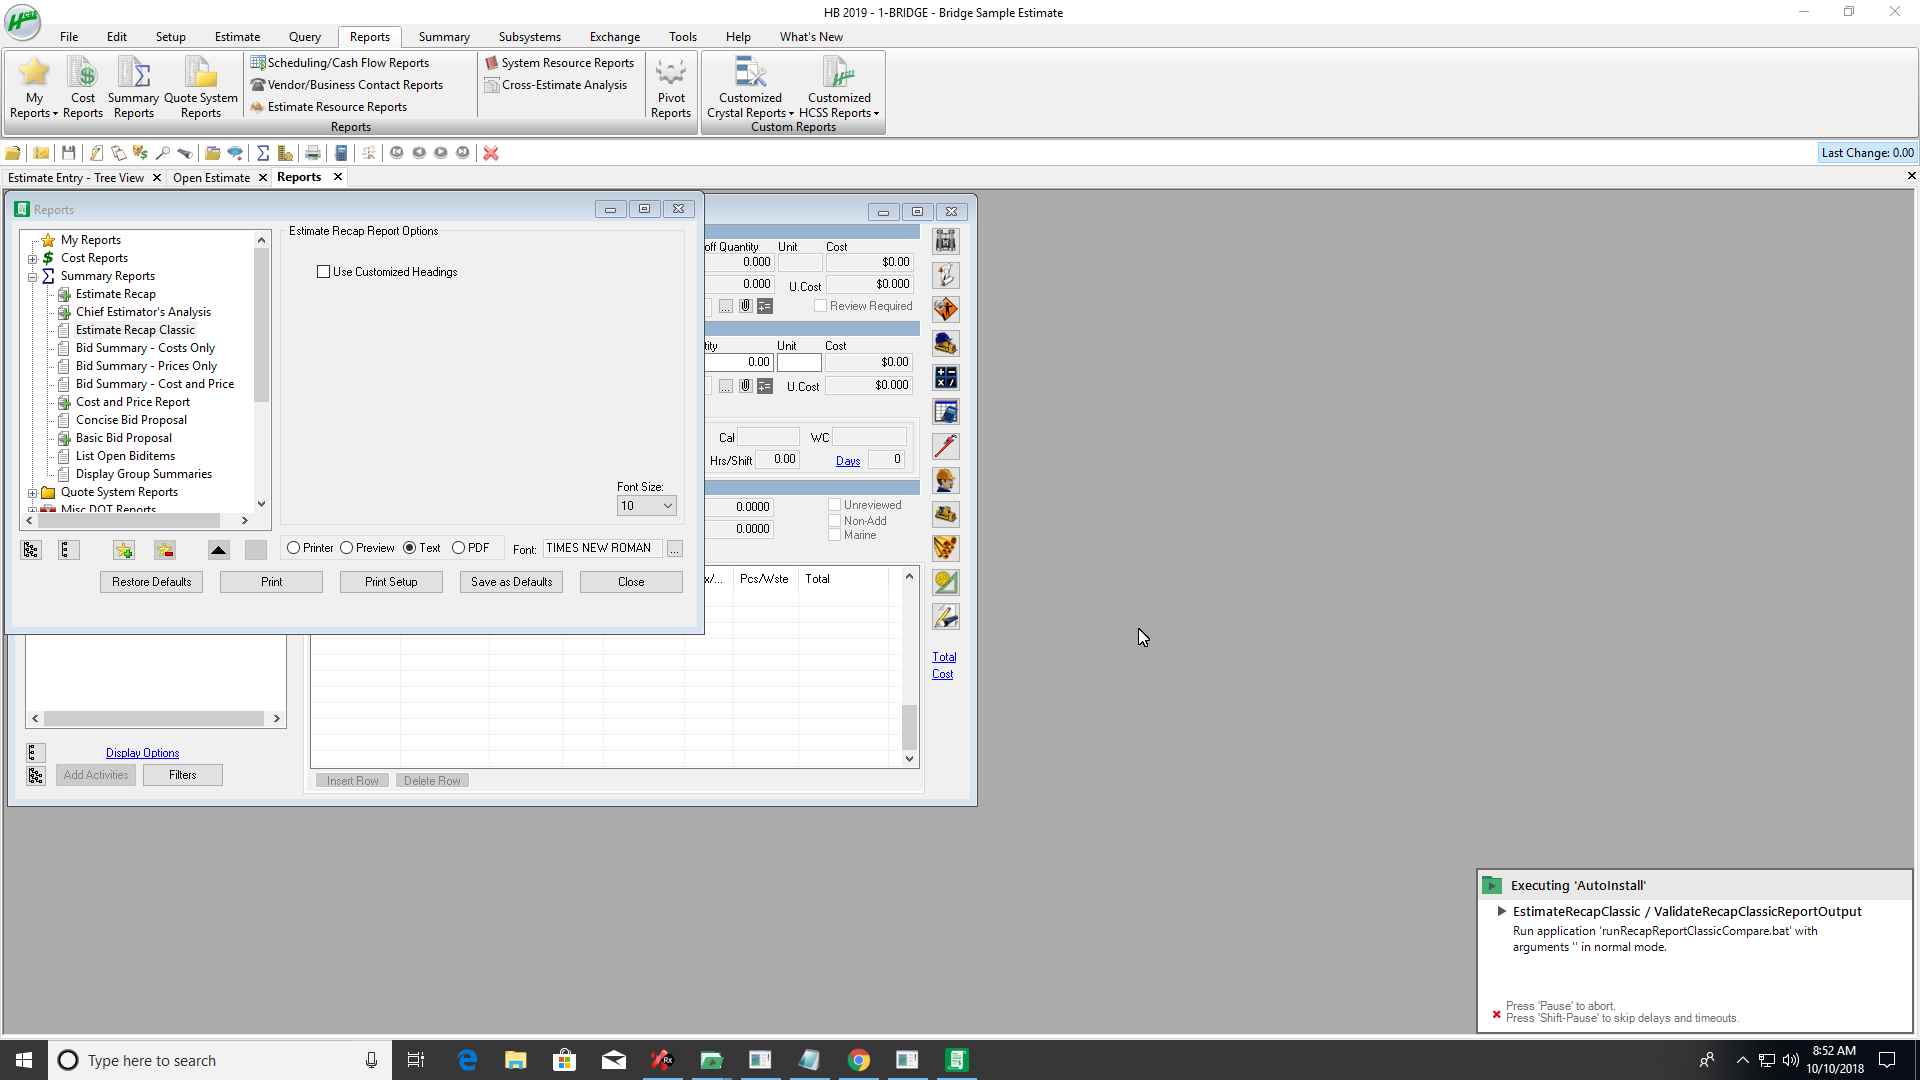 HB 2019 - 1-BRIDGE - Bridge Sample Estimate
File Edit Setup Estimate Query Reports Summary Subsystems Exchange Tools Help What's New
My Reports
Cost Reports
Summary Reports
Quote System Reports
Scheduling/Cash Flow Reports
Vendor/Business Contact Reports
Estimate Resource Reports
System Resource Reports
Cross-Estimate Analysis
Pivot Reports
Customized Crystal Reports
Customized HCSS Reports
Reports
Custom Reports
Last Change: 0.00
Estimate Entry - Tree View
Open Estimate
Reports
Reports
My Reports
Cost Reports
Summary Reports
Estimate Recap
Chief Estimator's Analysis
Estimate Recap Classic
Bid Summary - Costs Only
Bid Summary - Prices Only
Bid Summary - Cost and Price
Cost and Price Report
Concise Bid Proposal
Basic Bid Proposal
List Open Biditems
Display Group Summaries
Quote System Reports
Misc DOT Reports
Estimate Recap Report Options
Use Customized Headings
Font Size:
10
Printer Preview Text PDF Font: TIMES NEW ROMAN ...
Restore Defaults Print Print Setup Save as Defaults Close
off Quantity Unit Cost
0.000 $0.00
0.000 U.Cost $0.000
... Review Required
tity Unit Cost
0.00 $0.00
... U.Cost $0.000
Cal WC
Hrs/Shift 0.00 Days 0
0.0000 Unreviewed
0.0000 Non-Add
Marine
x/... Pcs/Wste Total
Total
Cost
Display Options
Add Activities Filters
Insert Row Delete Row
Executing 'AutoInstall'
EstimateRecapClassic / ValidateRecapClassicReportOutput
Run application 'runRecapReportClassicCompare.bat' with
arguments '' in normal mode.
Press 'Pause' to abort.
Press 'Shift-Pause' to skip delays and timeouts.
Type here to search
8:52 AM
10/10/2018